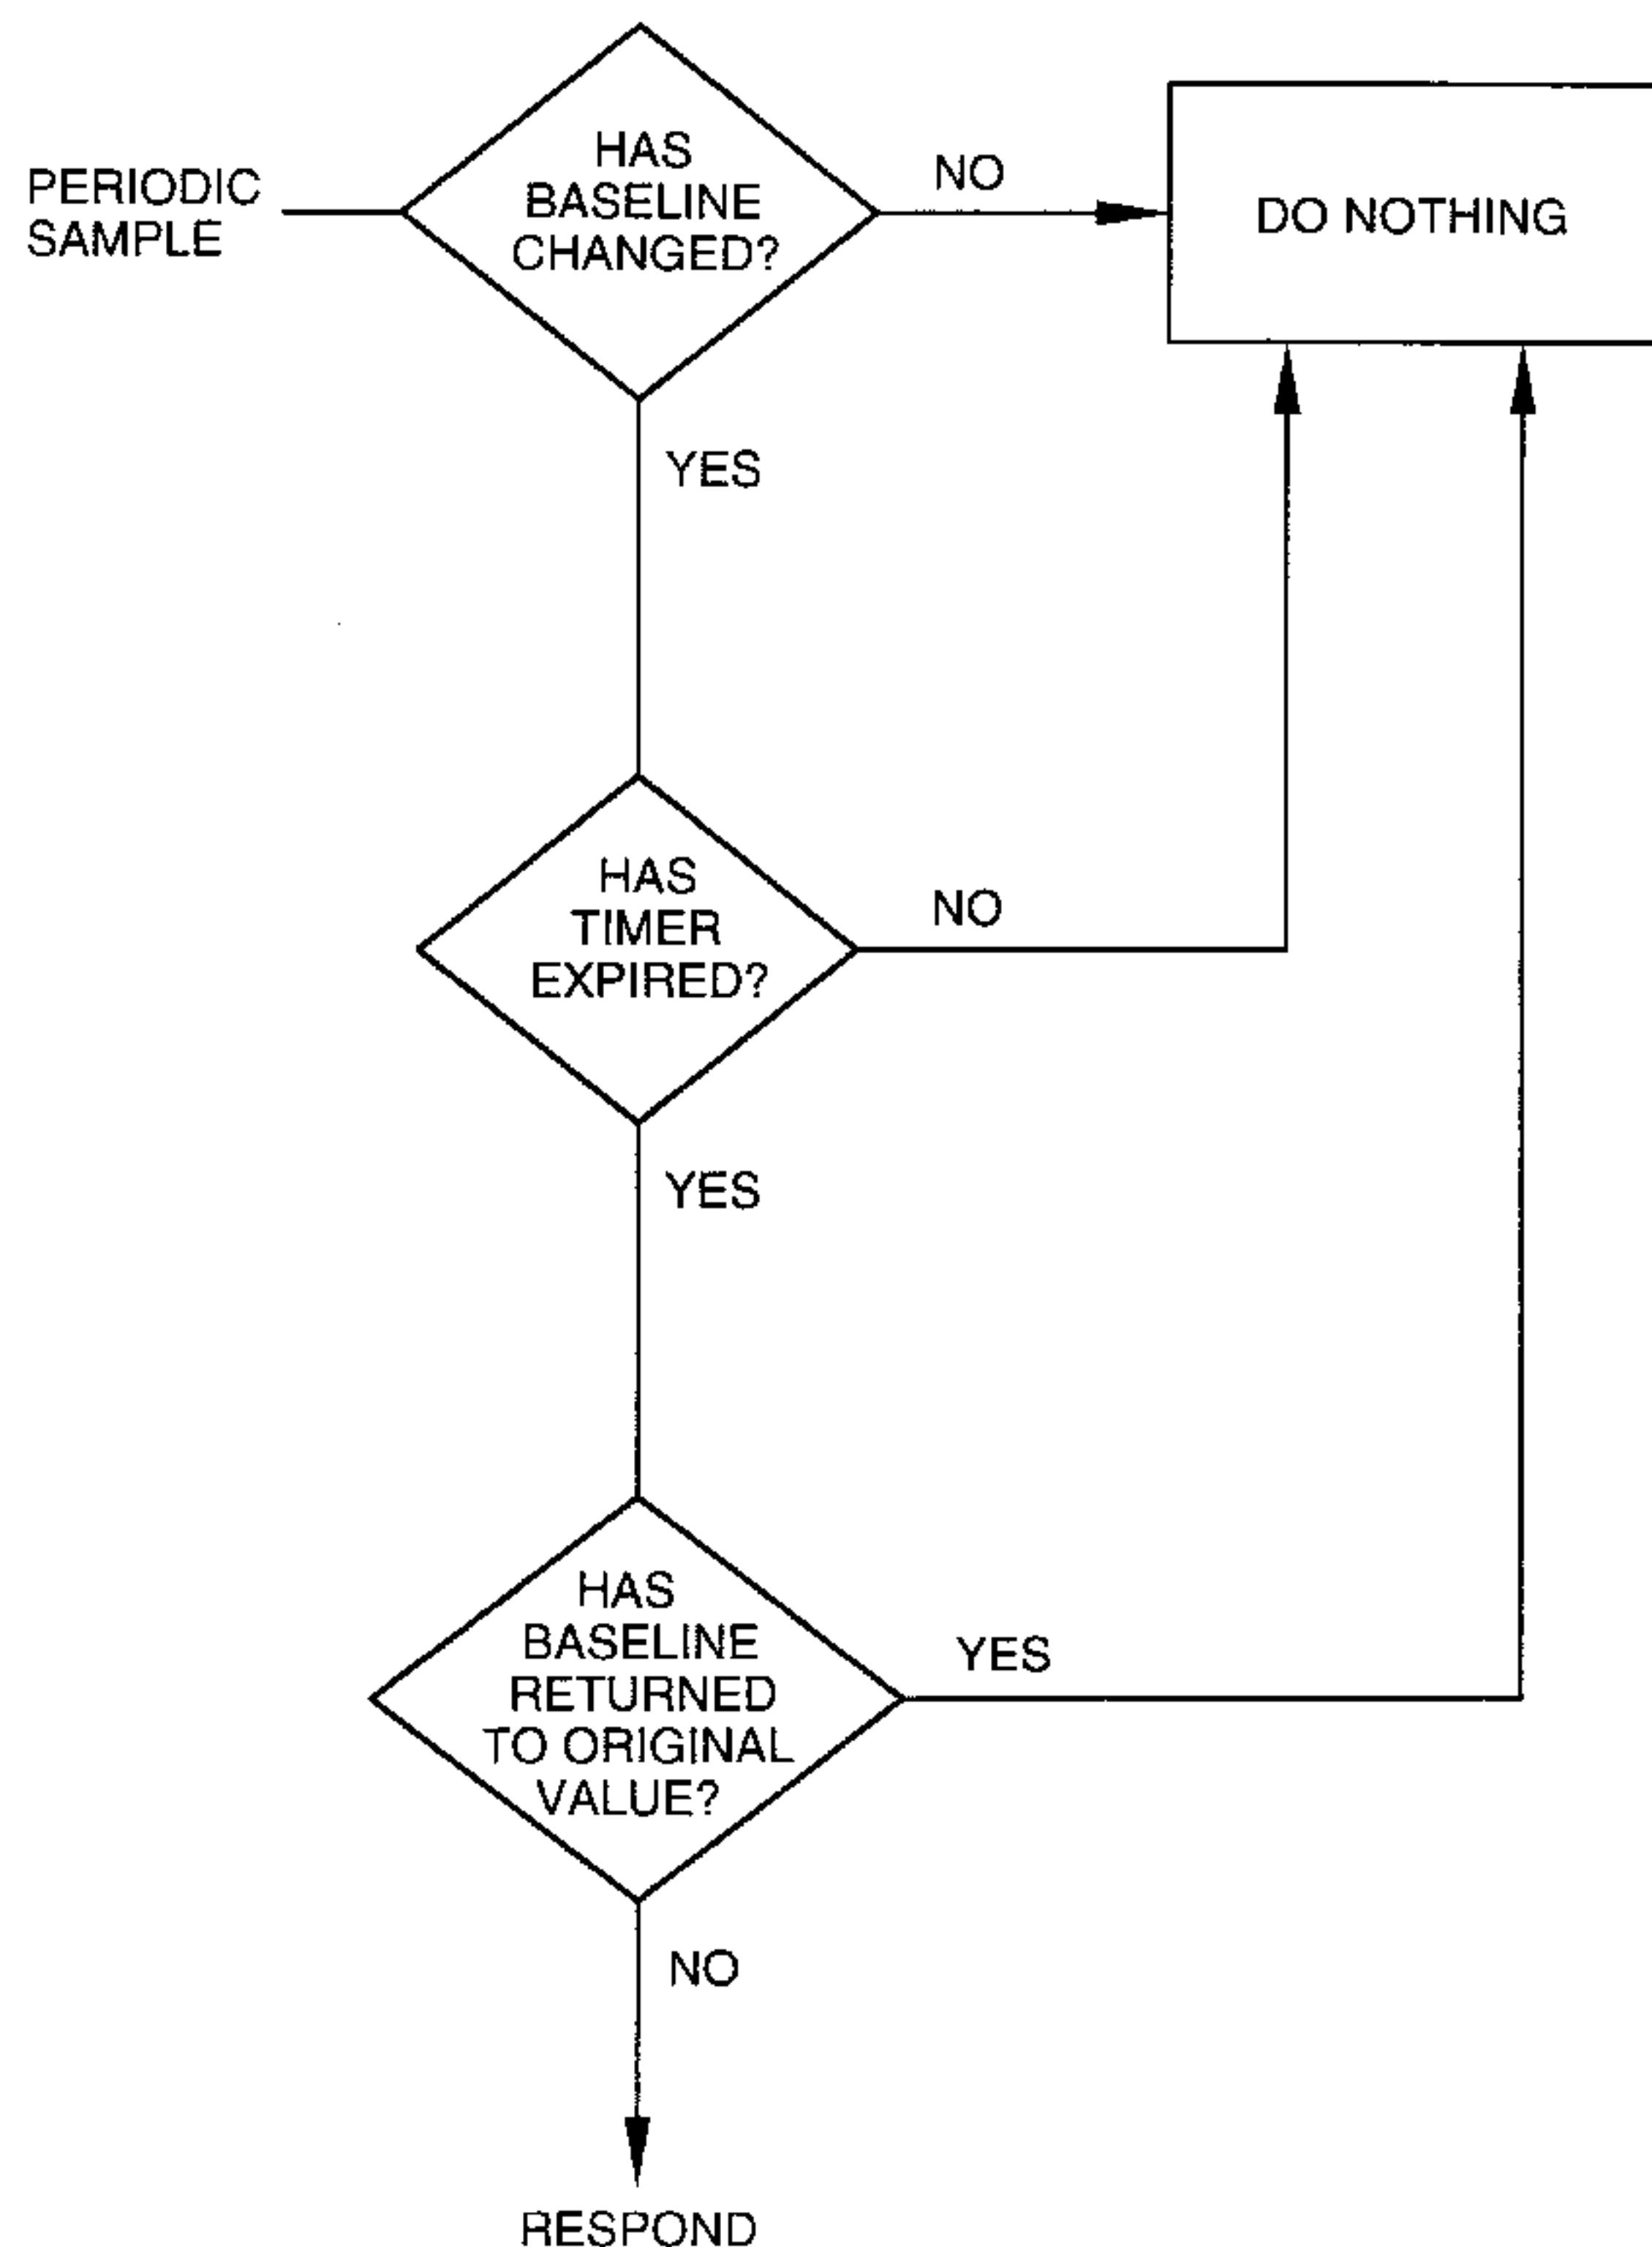 PERIODIC
SAMPLE
HAS
BASELINE
CHANGED?
NO
DO NOTHING
YES
HAS
TIMER
EXPIRED?
NO
YES
HAS
BASELINE
RETURNED
TO ORIGINAL
VALUE?
YES
NO
RESPOND